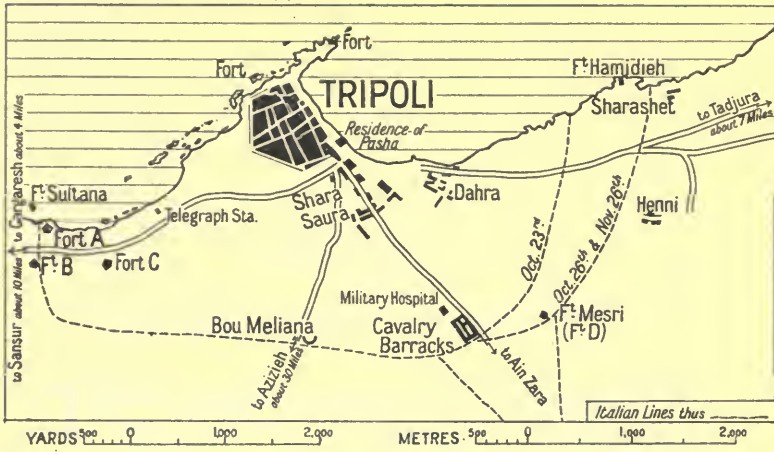 Fort
Fort
TRIPOLI
Residence of
Pasha
Ft Hamidieh
Sharashet
to Tadjura
about 7 Miles
Dahra
Henni
Oct. 23rd
Oct. 26th & Nov. 26th
to Gargaresh about 4 Miles
to Sansur about 10 Miles
Ft Sultana
Telegraph Sta.
Fort A
Ft B
Fort C
Shara
Saura
Military Hospital
Cavalry
Barracks
Bou Meliana
to Azizieh
about 30 Miles
to Ain Zara
Ft Mesri
(Ft D)
Italian Lines thus
YARDS 500 0 1,000 2,000
METRES 500 0 1,000 2,000